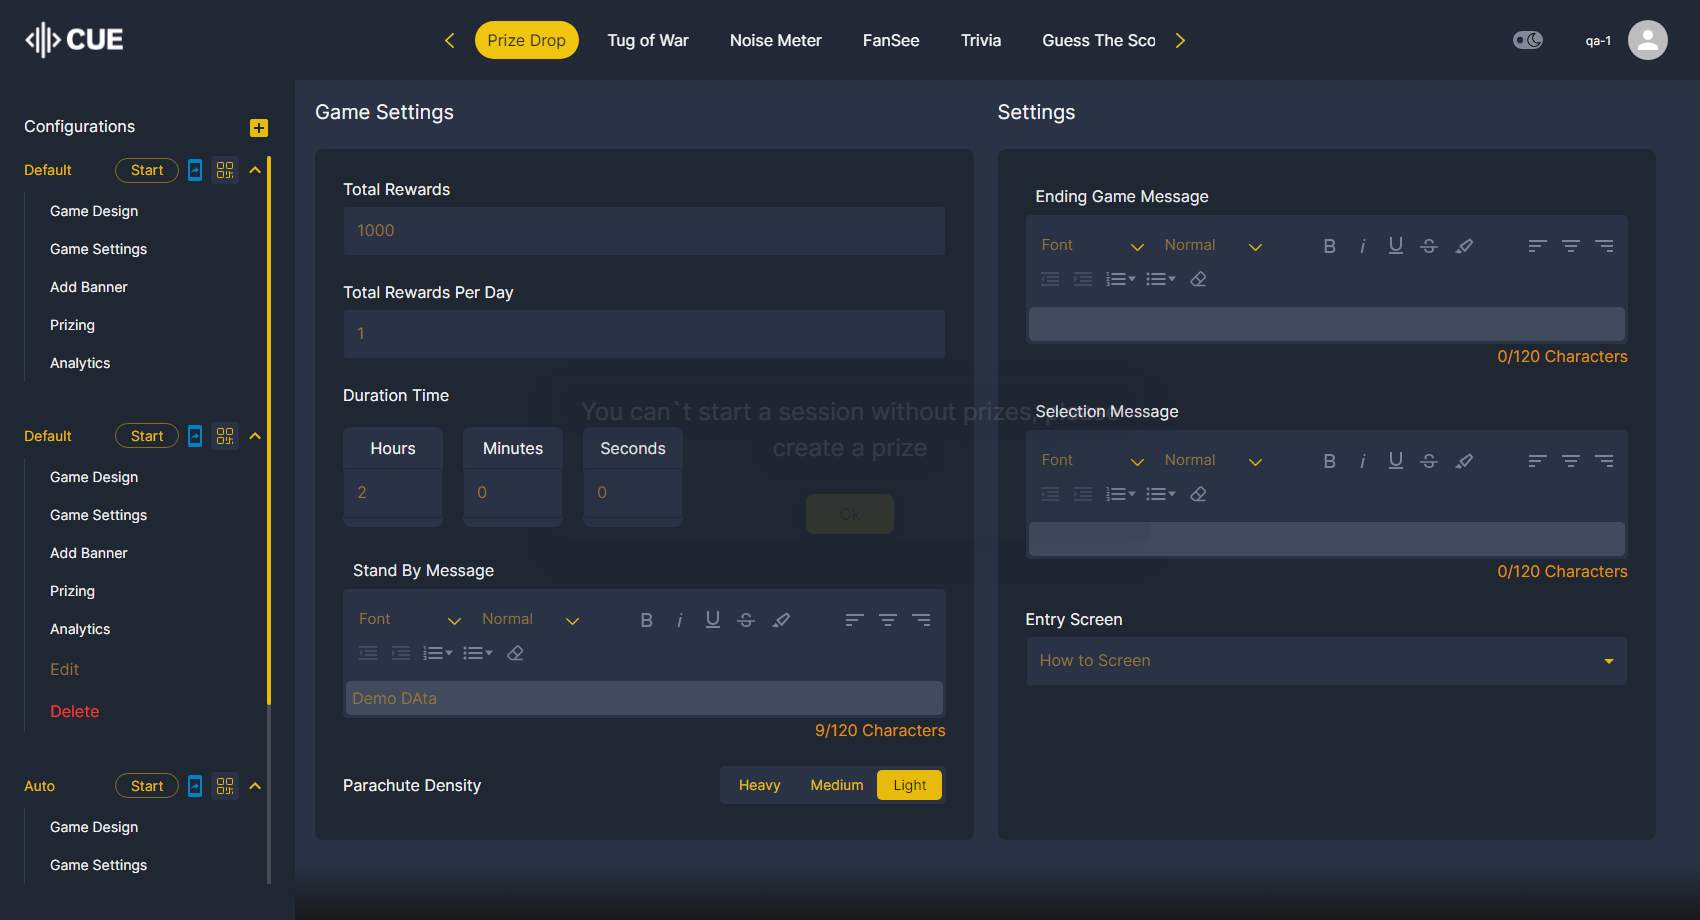 CUE
Prize Drop
Tug of War
Noise Meter
FanSee
Trivia
Guess The Sco
qa-1
Configurations
Default
Start
Game Design
Game Settings
Add Banner
Prizing
Analytics
Default
Start
Game Design
Game Settings
Add Banner
Prizing
Analytics
Edit
Delete
Auto
Start
Game Design
Game Settings
Game Settings
Total Rewards
1000
Total Rewards Per Day
1
Duration Time
Hours
Minutes
Seconds
2
0
0
Stand By Message
Font
Normal
Demo DAta
9/120 Characters
Parachute Density
Heavy
Medium
Light
You can`t start a session without prizes,
create a prize
Ok
Settings
Ending Game Message
Font
Normal
0/120 Characters
Selection Message
Font
Normal
0/120 Characters
Entry Screen
How to Screen